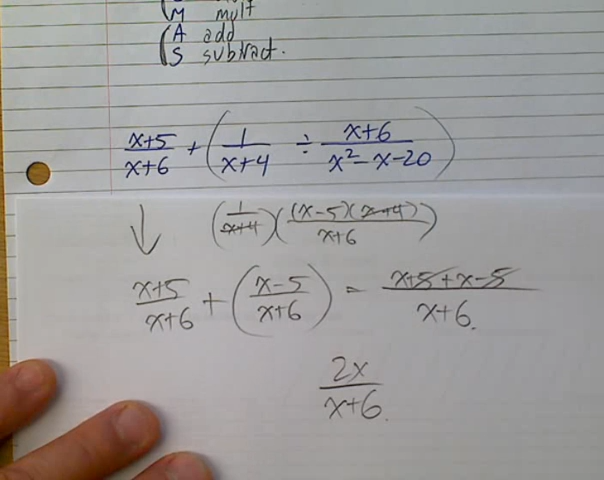 M mult
A add
S subtract.
x+5/x+6 + (1/x+4 ÷ x+6/x²-x-20)
(1/x+4)((x-5)(x+4)/x+6)
↓ x+5/x+6 + (x-5/x+6) = x+5+x-5/x+6.
2x/x+6.